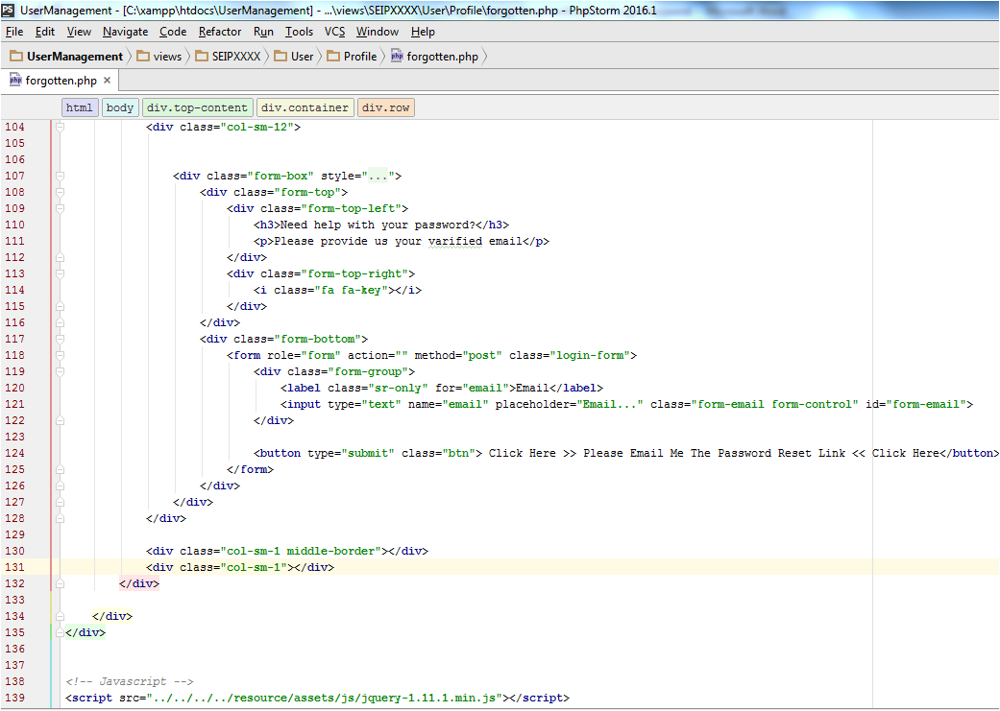 PS UserManagement - [C:\xampp\htdocs\UserManagement] - ...\views\SEIPXXXX\User\Profile\forgotten.php - PhpStorm 2016.1
File Edit View Navigate Code Refactor Run Tools VCS Window Help
UserManagement views SEIPXXXX User Profile php forgotten.php
php forgotten.php ×
html body div.top-content div.container div.row
104 <div class="col-sm-12">
105
106
107 <div class="form-box" style="...">
108 <div class="form-top">
109 <div class="form-top-left">
110 <h3>Need help with your password?</h3>
111 <p>Please provide us your varified email</p>
112 </div>
113 <div class="form-top-right">
114 <i class="fa fa-key"></i>
115 </div>
116 </div>
117 <div class="form-bottom">
118 <form role="form" action="" method="post" class="login-form">
119 <div class="form-group">
120 <label class="sr-only" for="email">Email</label>
121 <input type="text" name="email" placeholder="Email..." class="form-email form-control" id="form-email">
122 </div>
123
124 <button type="submit" class="btn"> Click Here >> Please Email Me The Password Reset Link << Click Here</button>
125 </form>
126 </div>
127 </div>
128 </div>
129
130 <div class="col-sm-1 middle-border"></div>
131 <div class="col-sm-1"></div>
132 </div>
133
134 </div>
135 </div>
136
137
138 <!-- Javascript -->
139 <script src="../../../../resource/assets/js/jquery-1.11.1.min.js"></script>